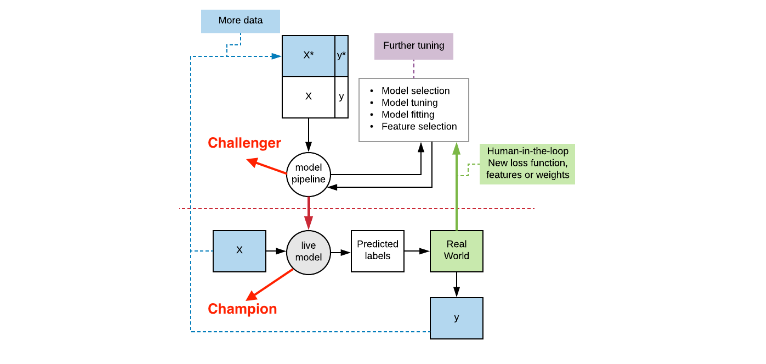 More data
Further tuning
X*
y*
X
y
• Model selection
• Model tuning
• Model fitting
• Feature selection
Challenger
Human-in-the-loop
New loss function,
features or weights
model
pipeline
X
live
model
Predicted
labels
Real
World
Champion
y